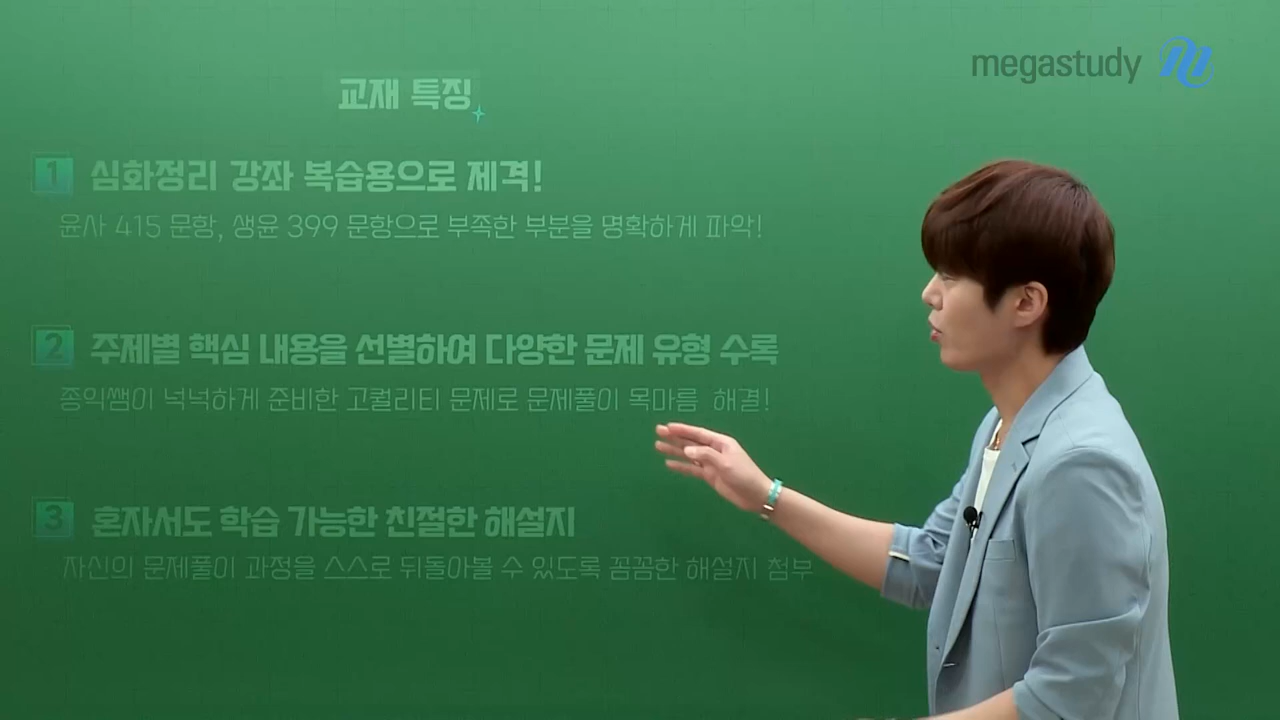 megastudy
교재 특징
1 심화정리 강좌 복습용으로 제격!
윤사 415 문항, 생윤 399 문항으로 부족한 부분을 명확하게 파악!
2 주제별 핵심 내용을 선별하여 다양한 문제 유형 수록
종익쌤이 넉넉하게 준비한 고퀄리티 문제로 문제풀이 목마름 해결!
3 혼자서도 학습 가능한 친절한 해설지
자신의 문제풀이 과정을 스스로 뒤돌아볼 수 있도록 꼼꼼한 해설지 첨부